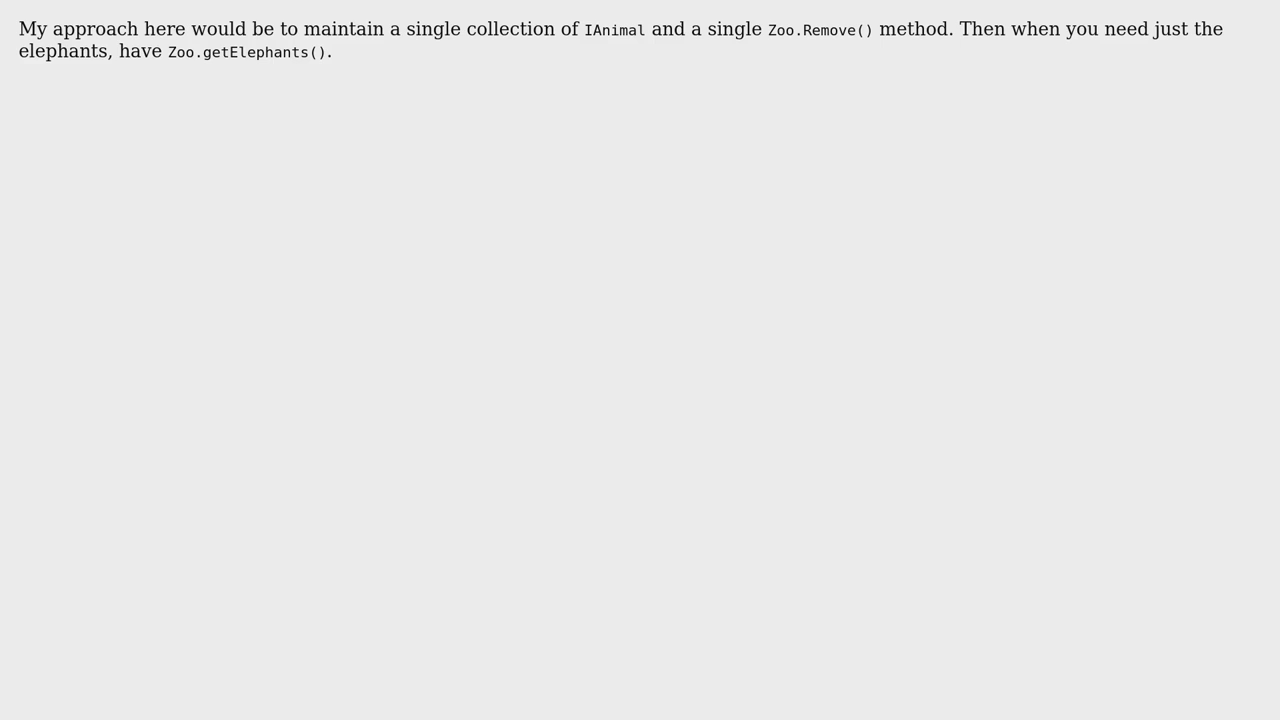 My approach here would be to maintain a single collection of IAnimal and a single Zoo.Remove() method. Then when you need just the
elephants, have Zoo.getElephants().